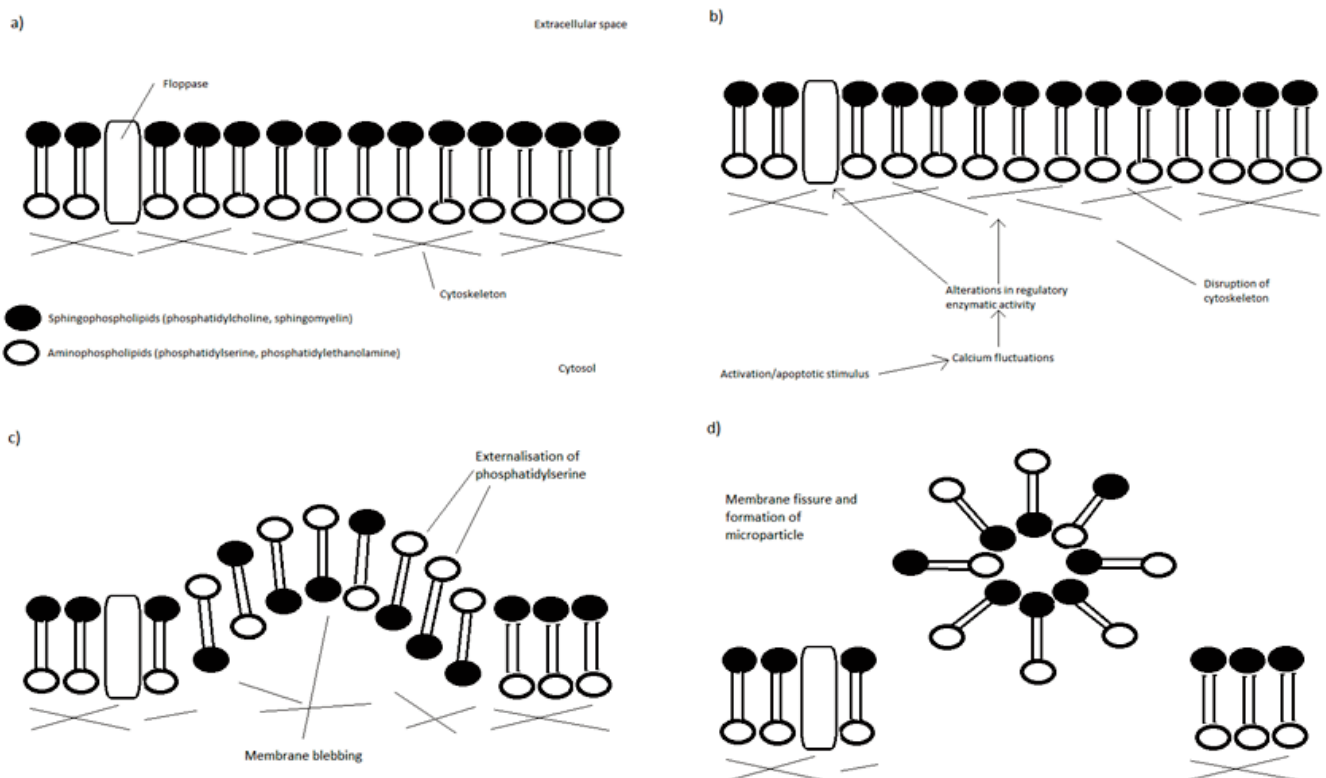 a)
Extracellular space
Floppase
Cytoskeleton
Sphingophospholipids (phosphatidylcholine, sphingomyelin)
Aminophospholipids (phosphatidylserine, phosphatidylethanolamine)
Cytosol
b)
Alterations in regulatory
enzymatic activity
Disruption of
cytoskeleton
Calcium fluctuations
Activation/apoptotic stimulus
c)
Externalisation of
phosphatidylserine
Membrane blebbing
d)
Membrane fissure and
formation of
microparticle